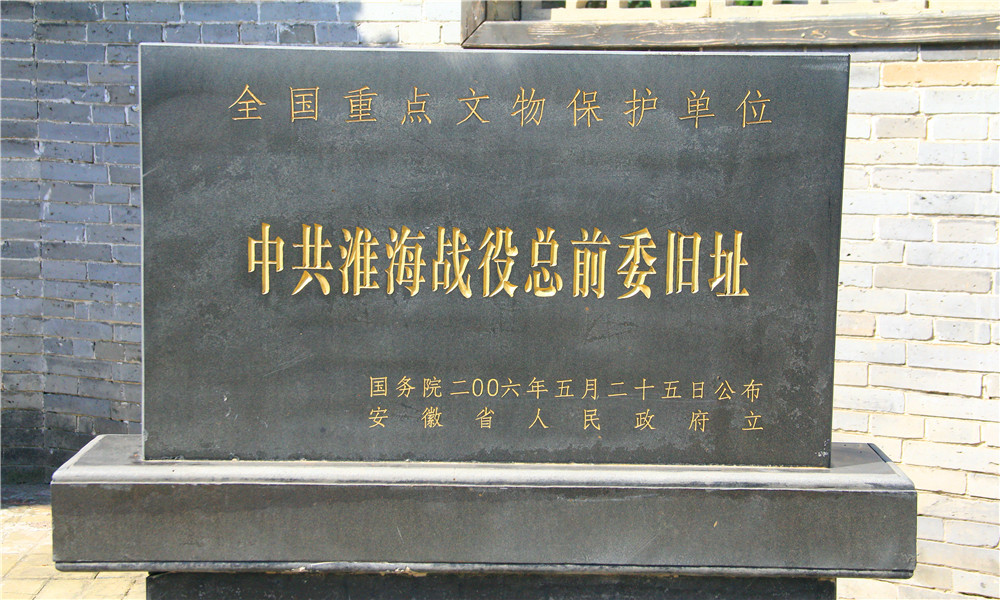 全国重点文物保护单位
中共淮海战役总前委旧址
国务院二00六年五月二十五日公布
安徽省人民政府立